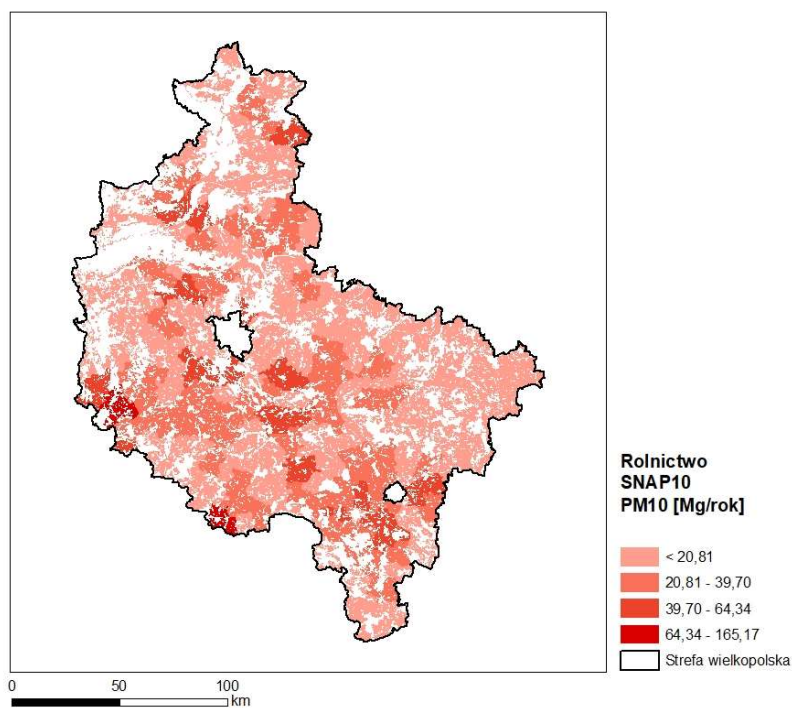 Rolnictwo
SNAP10
PM10 [Mg/rok]
< 20,81
20,81 - 39,70
39,70 - 64,34
64,34 - 165,17
Strefa wielkopolska
0 50 100
km